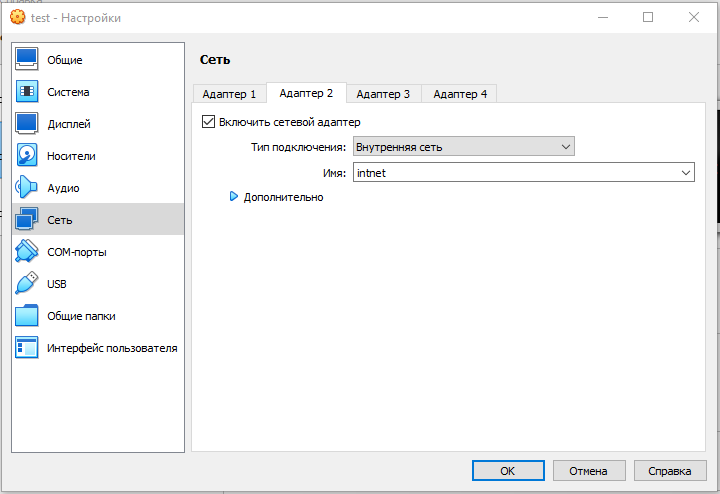 test - Настройки
Общие
Система
Дисплей
Носители
Аудио
Сеть
COM-порты
USB
Общие папки
Интерфейс пользователя
Сеть
Адаптер 1 Адаптер 2 Адаптер 3 Адаптер 4
Включить сетевой адаптер
Тип подключения: Внутренняя сеть
Имя: intnet
Дополнительно
OK Отмена Справка